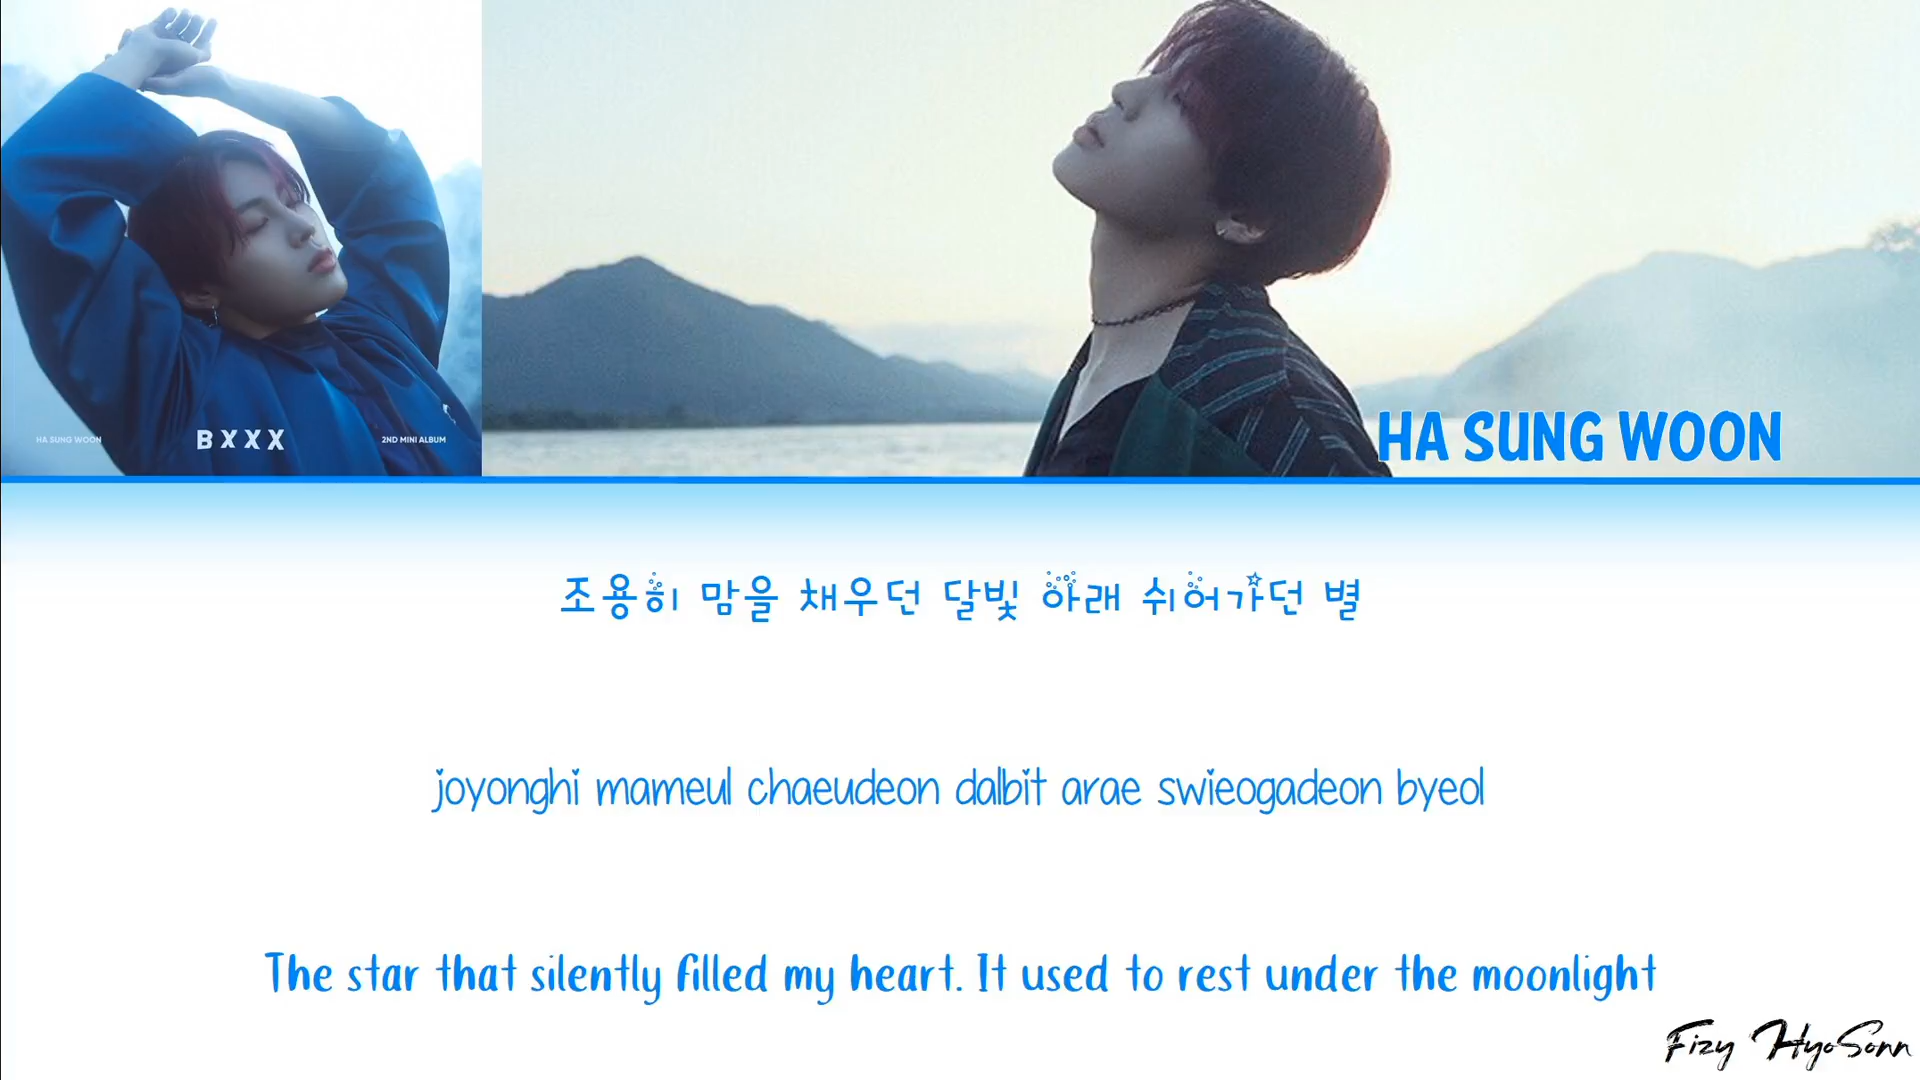 HA SUNG WOON
BXXX
2ND MINI ALBUM
HA SUNG WOON
조용히 맘을 채우던 달빛 아래 쉬어가던 별
joyonghi mameul chaeudeon dalbit arae swieogadeon byeol
The star that silently filled my heart. It used to rest under the moonlight
Fizy HyoSonn